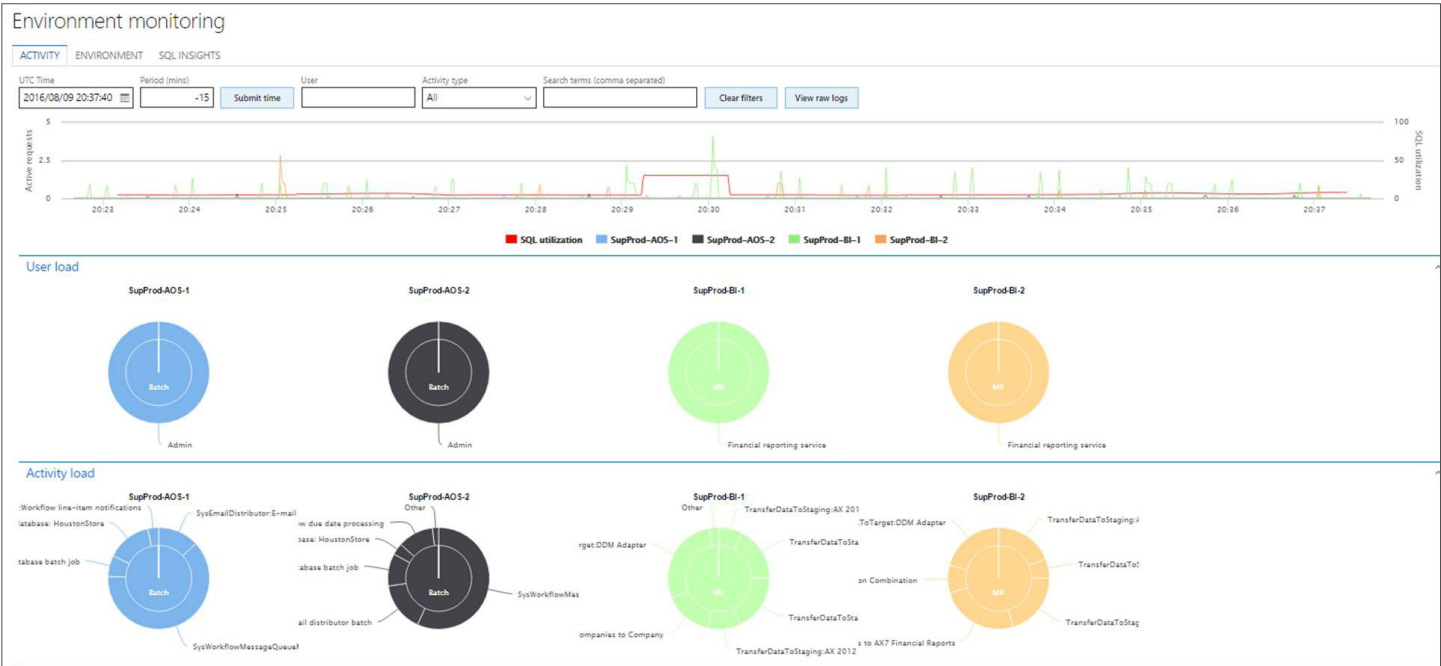 Environment monitoring
ACTIVITY ENVIRONMENT SQL INSIGHTS
UTC Time Period (mins) User Activity type Search terms (comma separated)
2016/08/09 20:37:40 -15 Submit time All Clear filters View raw logs
5 100
2.5 50
0 0
Active requests
SQL utilization
20:23 20:24 20:25 20:26 20:27 20:28 20:29 20:30 20:31 20:32 20:33 20:34 20:35 20:36 20:37
SQL utilization SupProd-AOS-1 SupProd-AOS-2 SupProd-BI-1 SupProd-BI-2
User load
SupProd-AOS-1 SupProd-AOS-2 SupProd-BI-1 SupProd-BI-2
Batch Batch MR MR
Admin Admin Financial reporting service Financial reporting service
Activity load
SupProd-AOS-1 SupProd-AOS-2 SupProd-BI-1 SupProd-BI-2
:Workflow line-item notifications
atabase: HoustonStore
tabase batch job
SysEmailDistributor:E-mail
Batch
SysWorkflowMessageQueue
Other
w due date processing
base: HoustonStore
abase batch job
ail distributor batch
Batch
SysWorkflowMes
Other
TransferDataToStaging:AX 201
rget:DDM Adapter
TransferDataToSta
MR
TransferDataToSta
ompanies to Company
TransferDataToStaging:AX 2012
.ToTarget:DDM Adapter
TransferDataToStaging:
TransferDataTo
on Combination
MR
TransferDataToStag
s to AX7 Financial Reports